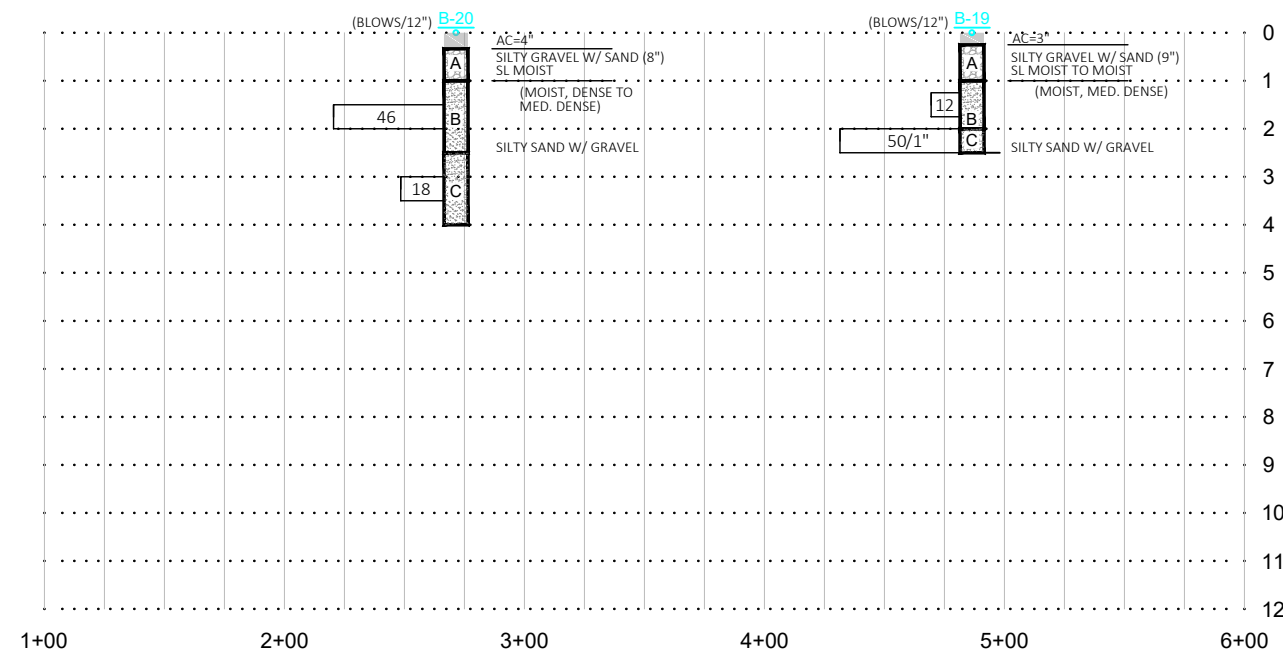 (BLOWS/12") B-20
(BLOWS/12") B-19
0
AC=4"
SILTY GRAVEL W/ SAND (8")
SL MOIST
A
(MOIST, DENSE TO
MED. DENSE)
46
B
SILTY SAND W/ GRAVEL
18
C
AC=3"
SILTY GRAVEL W/ SAND (9")
SL MOIST TO MOIST
A
(MOIST, MED. DENSE)
12
B
50/1"
C
SILTY SAND W/ GRAVEL
1
2
3
4
5
6
7
8
9
10
11
12
1+00 2+00 3+00 4+00 5+00 6+00